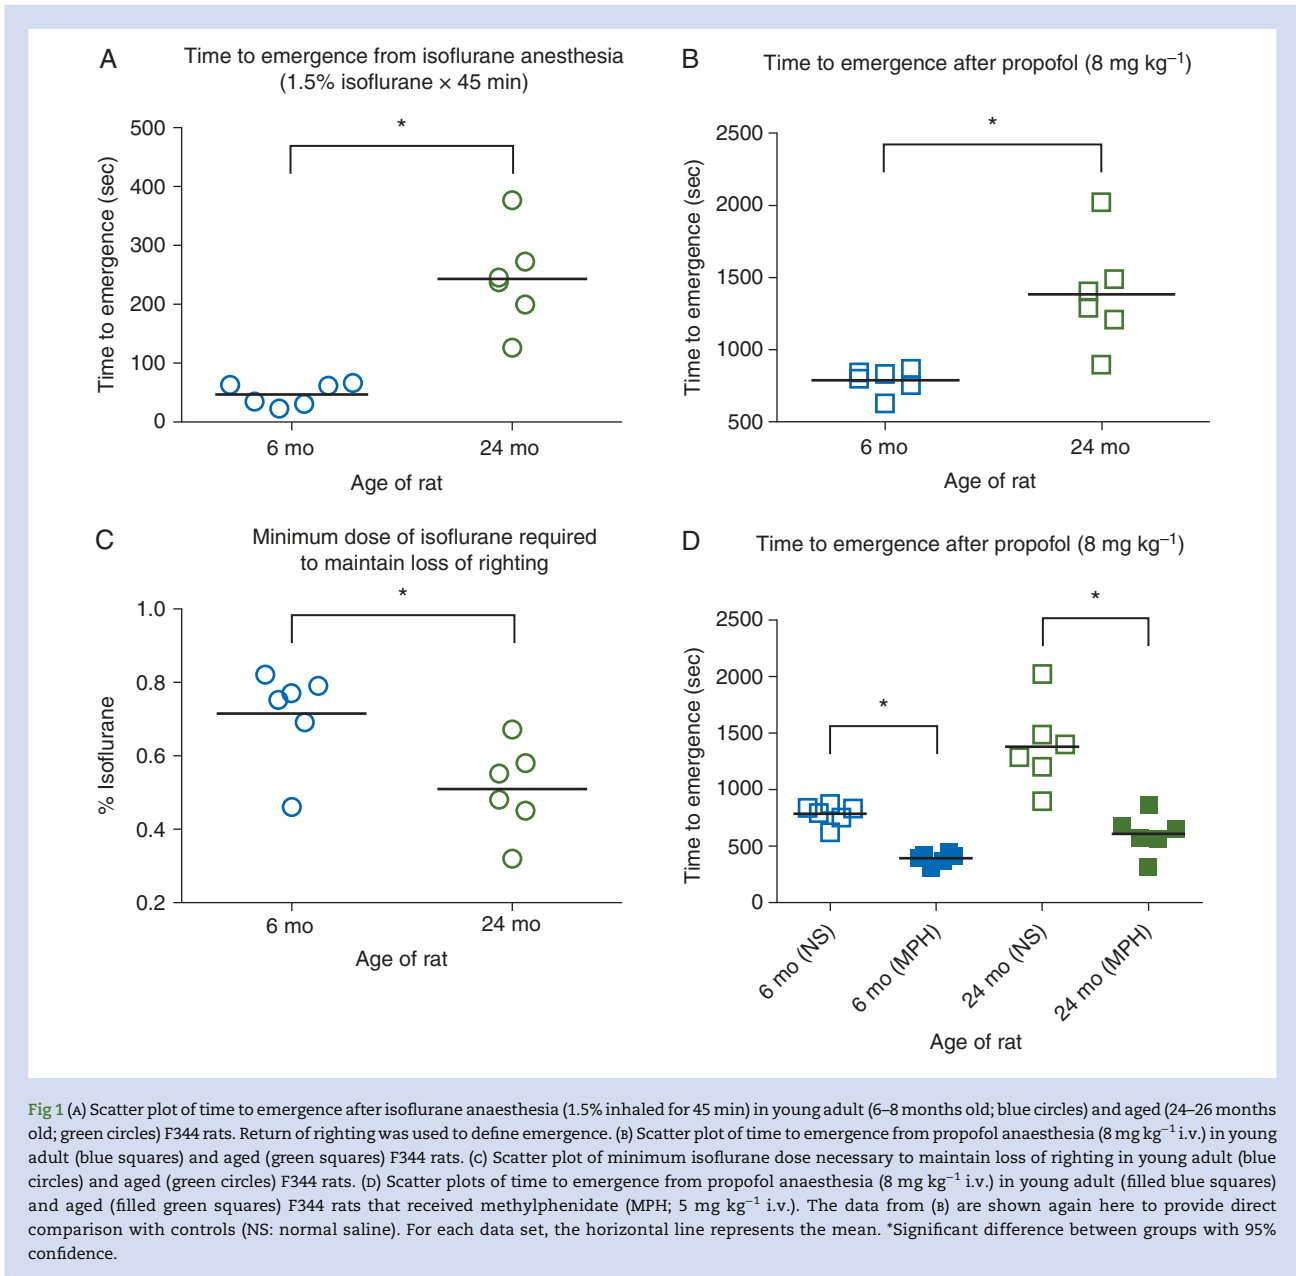 A
Time to emergence from isoflurane anesthesia
(1.5% isoflurane × 45 min)
*
500
400
300
200
100
0
Time to emergence (sec)
6 mo
24 mo
Age of rat
B
Time to emergence after propofol (8 mg kg⁻¹)
*
2500
2000
1500
1000
500
Time to emergence (sec)
6 mo
24 mo
Age of rat
C
Minimum dose of isoflurane required
to maintain loss of righting
*
1.0
0.8
0.6
0.4
0.2
% Isoflurane
6 mo
24 mo
Age of rat
D
Time to emergence after propofol (8 mg kg⁻¹)
*
*
2500
2000
1500
1000
500
0
Time to emergence (sec)
6 mo (NS)
6 mo (MPH)
24 mo (NS)
24 mo (MPH)
Age of rat
Fig 1 (A) Scatter plot of time to emergence after isoflurane anaesthesia (1.5% inhaled for 45 min) in young adult (6–8 months old; blue circles) and aged (24–26 months
old; green circles) F344 rats. Return of righting was used to define emergence. (B) Scatter plot of time to emergence from propofol anaesthesia (8 mg kg⁻¹ i.v.) in young
adult (blue squares) and aged (green squares) F344 rats. (C) Scatter plot of minimum isoflurane dose necessary to maintain loss of righting in young adult (blue
circles) and aged (green circles) F344 rats. (D) Scatter plots of time to emergence from propofol anaesthesia (8 mg kg⁻¹ i.v.) in young adult (filled blue squares)
and aged (filled green squares) F344 rats that received methylphenidate (MPH; 5 mg kg⁻¹ i.v.). The data from (B) are shown again here to provide direct
comparison with controls (NS: normal saline). For each data set, the horizontal line represents the mean. *Significant difference between groups with 95%
confidence.